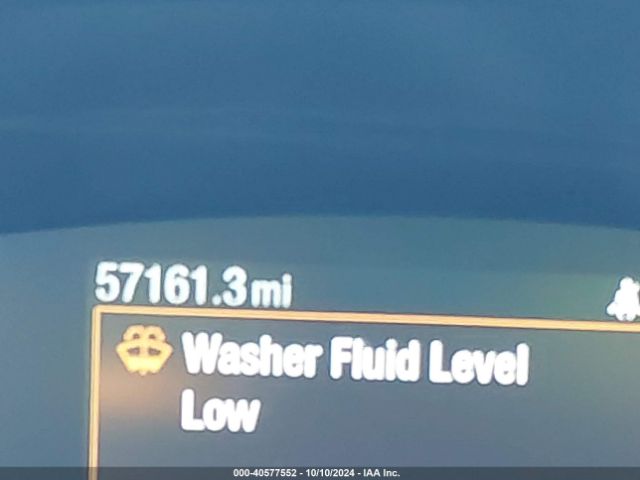 57161.3mi
Washer Fluid Level
Low
000-40577552 - 10/10/2024 - IAA Inc.